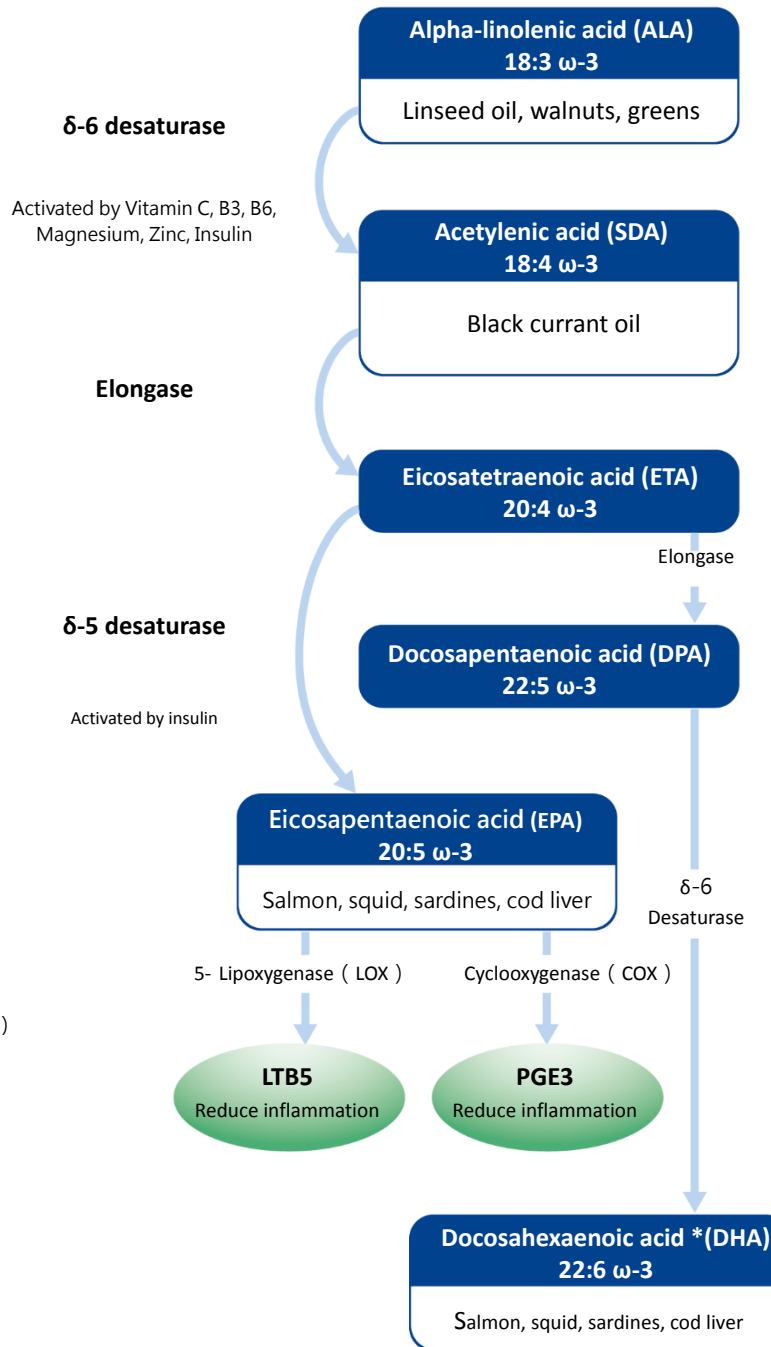 Alpha-linolenic acid (ALA)
18:3 ω-3
Linseed oil, walnuts, greens
δ-6 desaturase
Activated by Vitamin C, B3, B6,
Magnesium, Zinc, Insulin
Acetylenic acid (SDA)
18:4 ω-3
Black currant oil
Elongase
Eicosatetraenoic acid (ETA)
20:4 ω-3
Elongase
δ-5 desaturase
Activated by insulin
Docosapentaenoic acid (DPA)
22:5 ω-3
Eicosapentaenoic acid (EPA)
20:5 ω-3
Salmon, squid, sardines, cod liver
δ-6
Desaturase
5- Lipoxygenase（LOX）
Cyclooxygenase（COX）
)
LTB5
Reduce inflammation
PGE3
Reduce inflammation
Docosahexaenoic acid *(DHA)
22:6 ω-3
Salmon, squid, sardines, cod liver